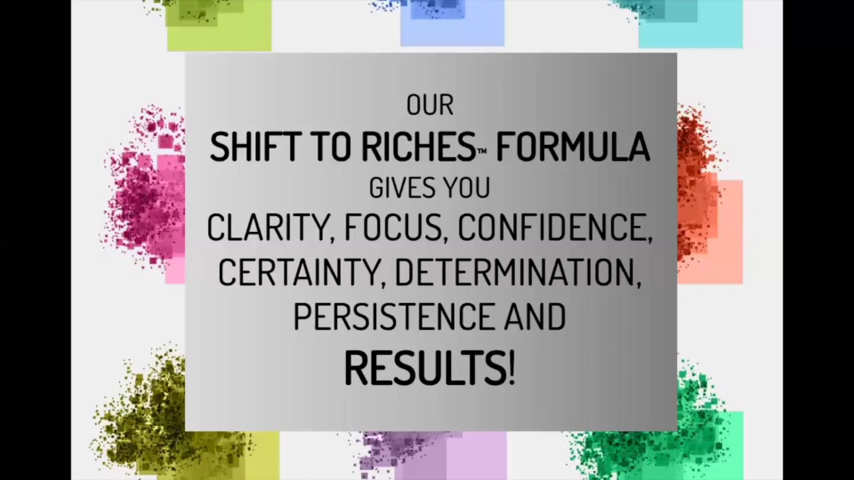 OUR
SHIFT TO RICHES™ FORMULA
GIVES YOU
CLARITY, FOCUS, CONFIDENCE,
CERTAINTY, DETERMINATION,
PERSISTENCE AND
RESULTS!